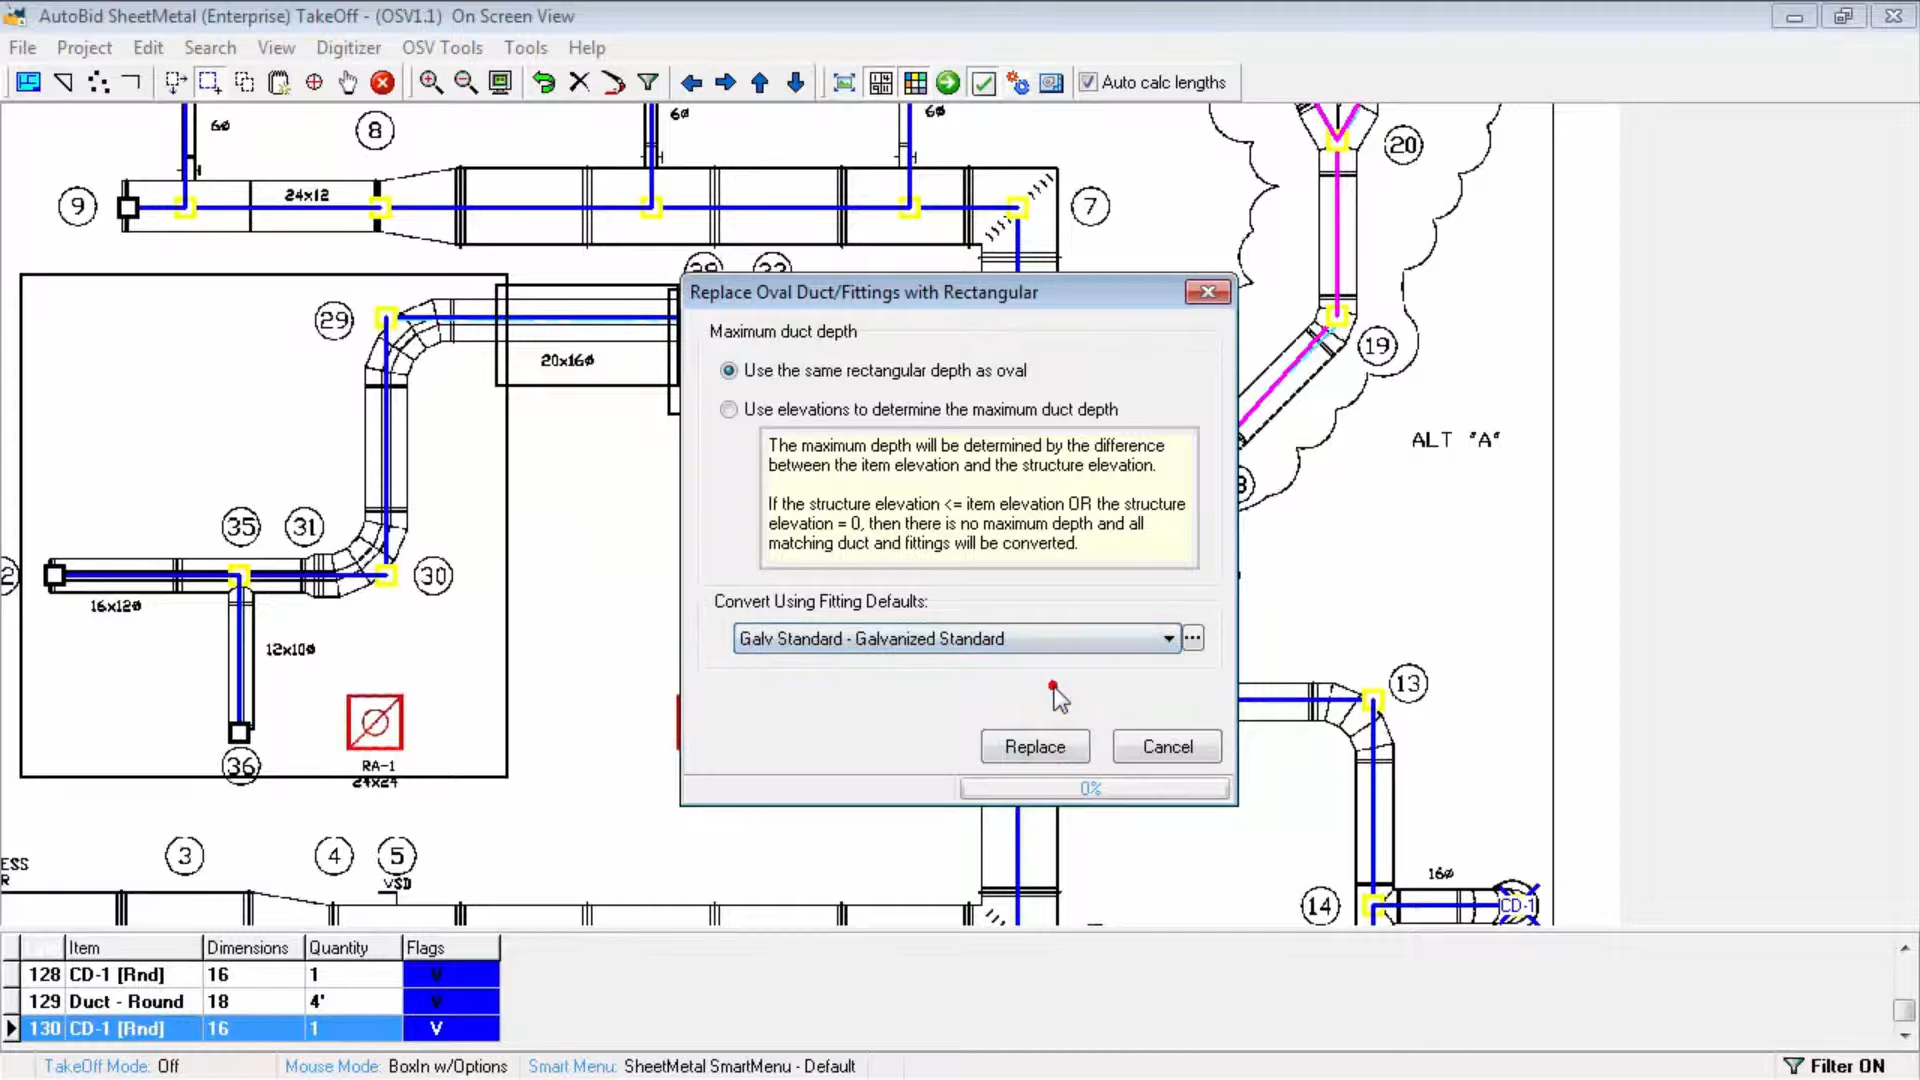 AutoBid SheetMetal (Enterprise) TakeOff - (OSV1.1)  On Screen View
File Project Edit Search View Digitizer OSV Tools Tools Help
Auto calc lengths
6ø
8
6ø
6ø
20
9
24x12
7
29
20x16ø
19
ALT "A"
Replace Oval Duct/Fittings with Rectangular
Maximum duct depth
Use the same rectangular depth as oval
Use elevations to determine the maximum duct depth
The maximum depth will be determined by the difference
between the item elevation and the structure elevation.
If the structure elevation <= item elevation OR the structure
elevation = 0, then there is no maximum depth and all
matching duct and fittings will be converted.
Convert Using Fitting Defaults:
Galv Standard - Galvanized Standard
...
Replace Cancel
0%
35
31
30
16x12ø
12x10ø
36
RA-1
24x24
13
16ø
14
CD-1
3
4
5
VSD
ESS
R
Item Dimensions Quantity Flags
128 CD-1 [Rnd] 16 1 V
129 Duct - Round 18 4' V
130 CD-1 [Rnd] 16 1 V
TakeOff Mode: Off Mouse Mode: BoxIn w/Options Smart Menu: SheetMetal SmartMenu - Default Filter ON